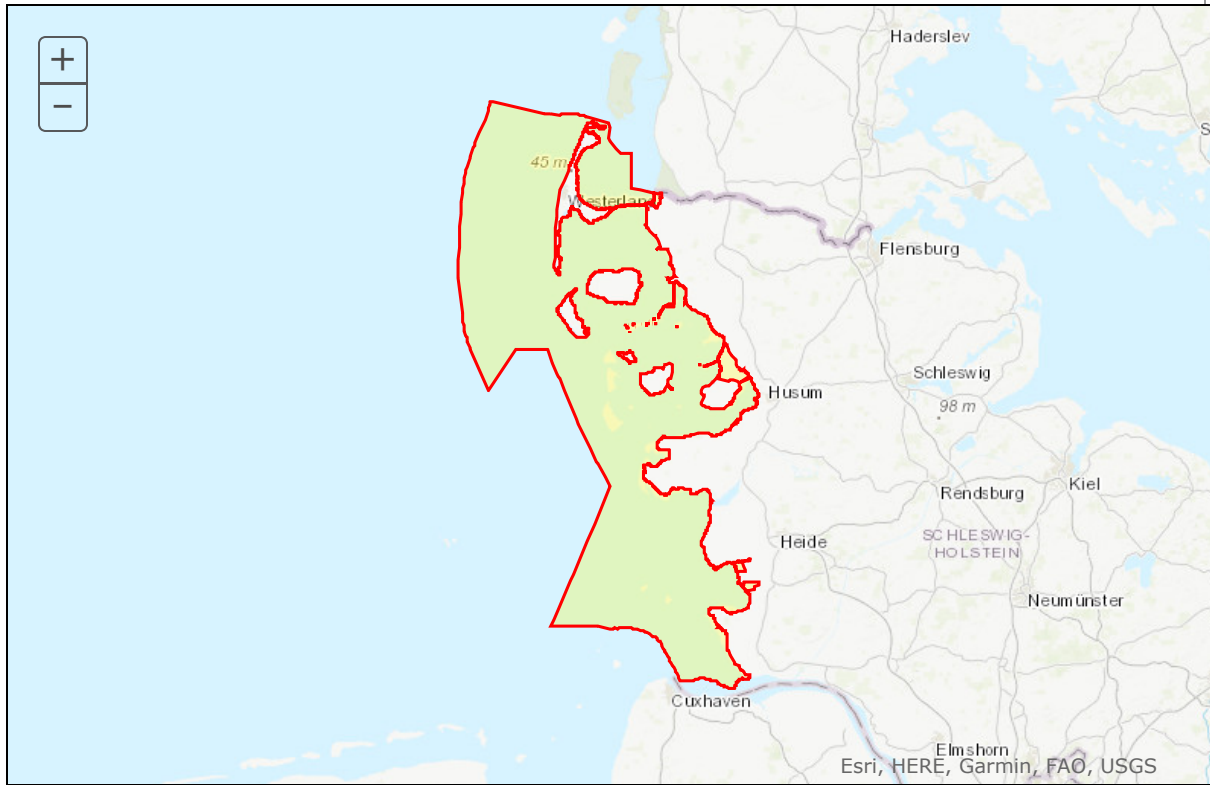 +
−
Haderslev
45 m
Westerland
Flensburg
Schleswig
Husum
98 m
Kiel
Rendsburg
Heide
SCHLESWIG-
HOLSTEIN
Neumünster
Cuxhaven
Elmshorn
Esri, HERE, Garmin, FAO, USGS